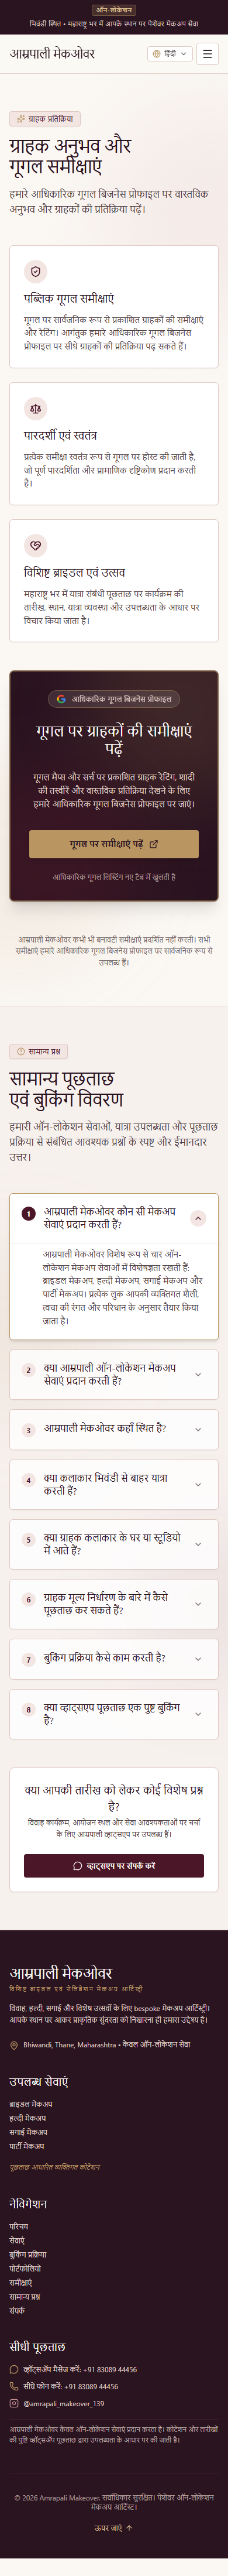 ऑन-लोकेशन
भिवंडी स्थित • महाराष्ट्र भर में आपके स्थान पर पेशेवर मेकअप सेवा
आम्रपाली मेकओवर
हिंदी
ग्राहक प्रतिक्रिया
ग्राहक अनुभव और
गूगल समीक्षाएं
हमारे आधिकारिक गूगल बिजनेस प्रोफाइल पर वास्तविक
अनुभव और ग्राहकों की प्रतिक्रिया पढ़ें।
पब्लिक गूगल समीक्षाएं
गूगल पर सार्वजनिक रूप से प्रकाशित ग्राहकों की समीक्षाएं
और रेटिंग। आगंतुक हमारे आधिकारिक गूगल बिजनेस
प्रोफाइल पर सीधे ग्राहकों की प्रतिक्रिया पढ़ सकते हैं।
पारदर्शी एवं स्वतंत्र
प्रत्येक समीक्षा स्वतंत्र रूप से गूगल पर होस्ट की जाती है,
जो पूर्ण पारदर्शिता और प्रामाणिक दृष्टिकोण प्रदान करती
है।
विशिष्ट ब्राइडल एवं उत्सव
महाराष्ट्र भर में यात्रा संबंधी पूछताछ पर कार्यक्रम की
तारीख, स्थान, यात्रा व्यवस्था और उपलब्धता के आधार पर
विचार किया जाता है।
आधिकारिक गूगल बिजनेस प्रोफाइल
गूगल पर ग्राहकों की समीक्षाएं
पढ़ें
गूगल मैप्स और सर्च पर प्रकाशित ग्राहक रेटिंग, शादी
की तस्वीरें और वास्तविक प्रतिक्रिया देखने के लिए
हमारे आधिकारिक गूगल बिजनेस प्रोफाइल पर जाएं।
गूगल पर समीक्षाएं पढ़ें
आधिकारिक गूगल लिस्टिंग नए टैब में खुलती है
आम्रपाली मेकओवर कभी भी बनावटी समीक्षाएं प्रदर्शित नहीं करती। सभी
समीक्षाएं हमारे आधिकारिक गूगल बिजनेस प्रोफाइल पर सार्वजनिक रूप से
उपलब्ध हैं।
सामान्य प्रश्न
सामान्य पूछताछ
एवं बुकिंग विवरण
हमारी ऑन-लोकेशन सेवाओं, यात्रा उपलब्धता और पूछताछ
प्रक्रिया से संबंधित आवश्यक प्रश्नों के स्पष्ट और ईमानदार
उत्तर।
1 आम्रपाली मेकओवर कौन सी मेकअप
सेवाएं प्रदान करती हैं?
आम्रपाली मेकओवर विशेष रूप से चार ऑन-
लोकेशन मेकअप सेवाओं में विशेषज्ञता रखती हैं:
ब्राइडल मेकअप, हल्दी मेकअप, सगाई मेकअप और
पार्टी मेकअप। प्रत्येक लुक आपकी व्यक्तिगत शैली,
त्वचा की रंगत और परिधान के अनुसार तैयार किया
जाता है।
2 क्या आम्रपाली ऑन-लोकेशन मेकअप
सेवाएं प्रदान करती हैं?
3 आम्रपाली मेकओवर कहाँ स्थित है?
4 क्या कलाकार भिवंडी से बाहर यात्रा
करती हैं?
5 क्या ग्राहक कलाकार के घर या स्टूडियो
में आते हैं?
6 ग्राहक मूल्य निर्धारण के बारे में कैसे
पूछताछ कर सकते हैं?
7 बुकिंग प्रक्रिया कैसे काम करती है?
8 क्या व्हाट्सएप पूछताछ एक पुष्ट बुकिंग
है?
क्या आपकी तारीख को लेकर कोई विशेष प्रश्न
है?
विवाह कार्यक्रम, आयोजन स्थल और सेवा आवश्यकताओं पर चर्चा
के लिए आम्रपाली व्हाट्सएप पर उपलब्ध हैं।
व्हाट्सएप पर संपर्क करें
आम्रपाली मेकओवर
विशिष्ट ब्राइडल एवं सेलिब्रेशन मेकअप आर्टिस्ट्री
विवाह, हल्दी, सगाई और विशेष उत्सवों के लिए bespoke मेकअप आर्टिस्ट्री।
आपके स्थान पर आकर प्राकृतिक सुंदरता को निखारना ही हमारा उद्देश्य है।
Bhiwandi, Thane, Maharashtra • केवल ऑन-लोकेशन सेवा
उपलब्ध सेवाएं
ब्राइडल मेकअप
हल्दी मेकअप
सगाई मेकअप
पार्टी मेकअप
पूछताछ आधारित व्यक्तिगत कोटेशन
नेविगेशन
परिचय
सेवाएं
बुकिंग प्रक्रिया
पोर्टफोलियो
समीक्षाएं
सामान्य प्रश्न
संपर्क
सीधी पूछताछ
व्हॉट्सॲप मैसेज करें: +91 83089 44456
सीधे फोन करें: +91 83089 44456
@amrapali_makeover_139
आम्रपाली मेकओवर केवल ऑन-लोकेशन सेवाएं प्रदान करता है। कोटेशन और तारीखों
की पुष्टि व्हॉट्सॲप पूछताछ द्वारा उपलब्धता के आधार पर की जाती है।
© 2026 Amrapali Makeover. सर्वाधिकार सुरक्षित। पेशेवर ऑन-लोकेशन
मेकअप आर्टिस्ट।
ऊपर जाएं ↑